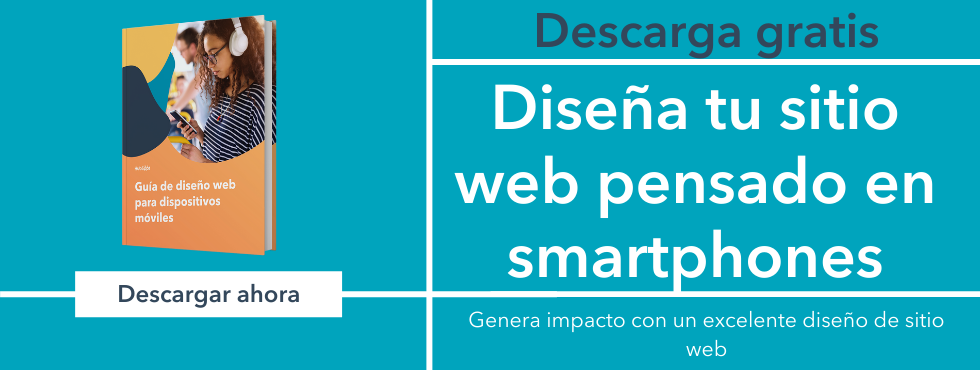 Guía de diseño web
para dispositivos
móviles
Descargar ahora
Descarga gratis
Diseña tu sitio
web pensado en
smartphones
Genera impacto con un excelente diseño de sitio
web